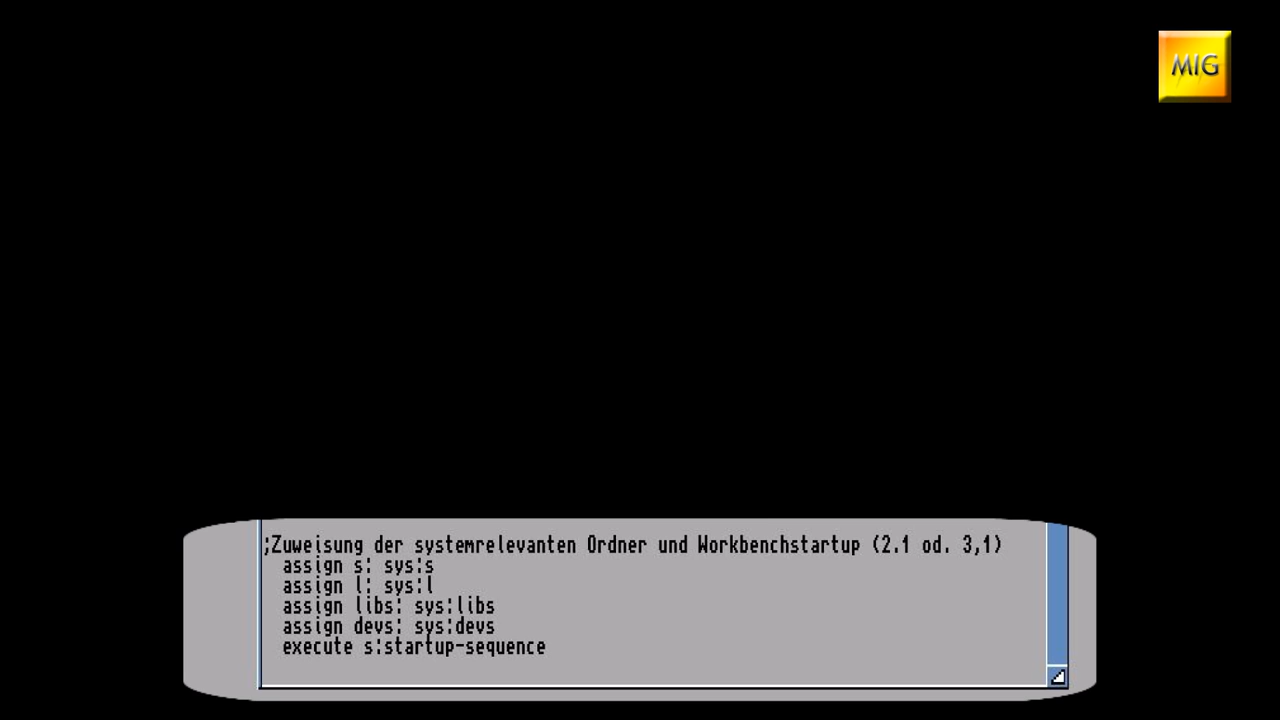 MIG
;Zuweisung der systemrelevanten Ordner und Workbenchstartup (2.1 od. 3,1)
assign s: sys:s
assign l: sys:l
assign libs: sys:libs
assign devs: sys:devs
execute s:startup-sequence